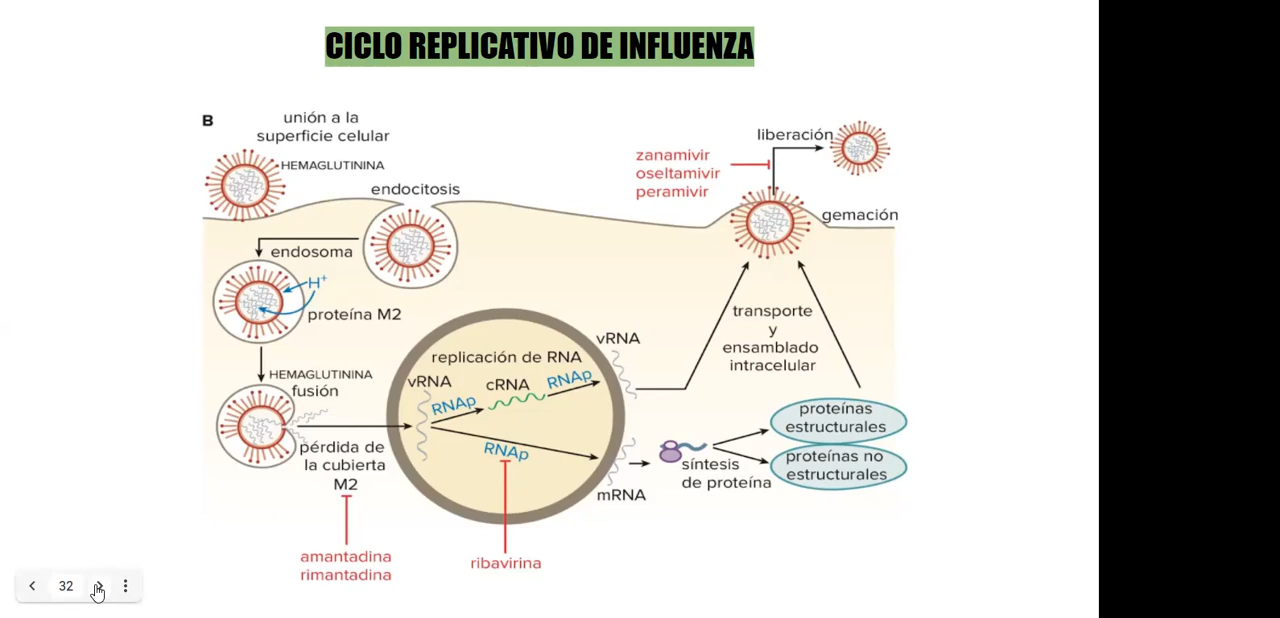 CICLO REPLICATIVO DE INFLUENZA
B
unión a la
superficie celular
HEMAGLUTININA
endocitosis
endosoma
H⁺
proteína M2
HEMAGLUTININA
fusión
pérdida de
la cubierta
M2
amantadina
rimantadina
replicación de RNA
vRNA
RNAp
cRNA
RNAp
vRNA
RNAp
mRNA
ribavirina
síntesis
de proteína
proteínas
estructurales
proteínas no
estructurales
transporte
y
ensamblado
intracelular
gemación
zanamivir
oseltamivir
peramivir
liberación
32